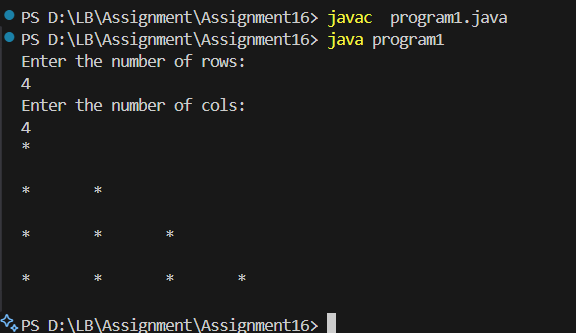 PS D:\LB\Assignment\Assignment16> javac  program1.java
PS D:\LB\Assignment\Assignment16> java program1
Enter the number of rows:
4
Enter the number of cols:
4
*
*       *
*       *       *
*       *       *       *
PS D:\LB\Assignment\Assignment16>